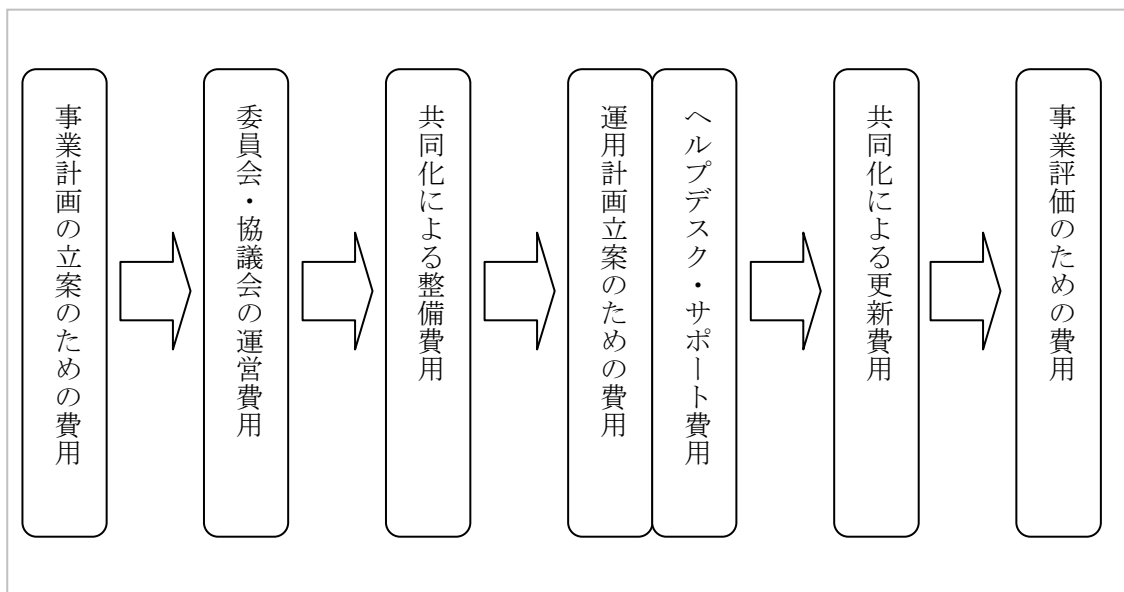 事業計画の立案のための費用
委員会・協議会の運営費用
共同化による整備費用
運用計画立案のための費用
ヘルプデスク・サポート費用
共同化による更新費用
事業評価のための費用